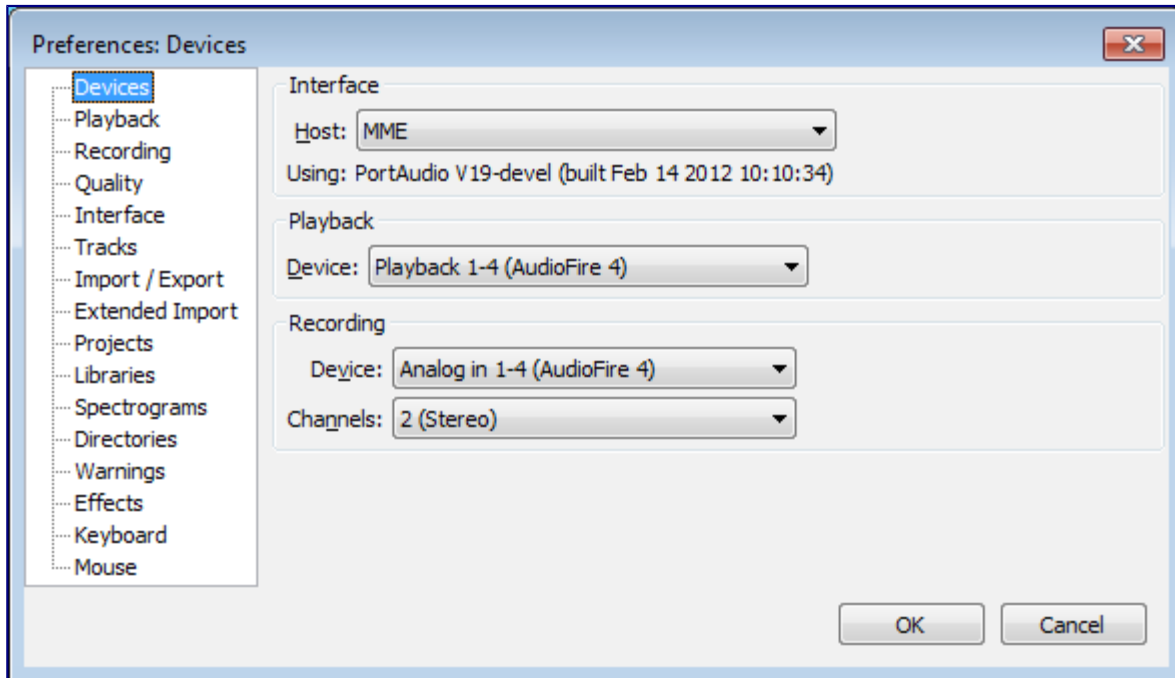 Preferences: Devices
Devices
Playback
Recording
Quality
Interface
Tracks
Import / Export
Extended Import
Projects
Libraries
Spectrograms
Directories
Warnings
Effects
Keyboard
Mouse
Interface
Host: MME
Using: PortAudio V19-devel (built Feb 14 2012 10:10:34)
Playback
Device: Playback 1-4 (AudioFire 4)
Recording
Device: Analog in 1-4 (AudioFire 4)
Channels: 2 (Stereo)
OK Cancel